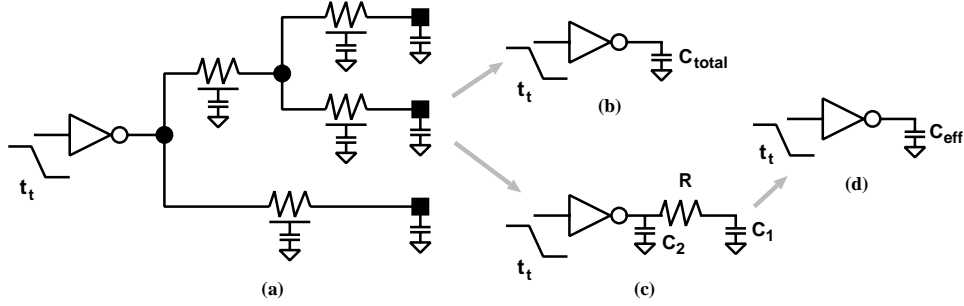 t_t
(a)
C_total
t_t
(b)
R
C_2
C_1
t_t
(c)
C_eff
t_t
(d)